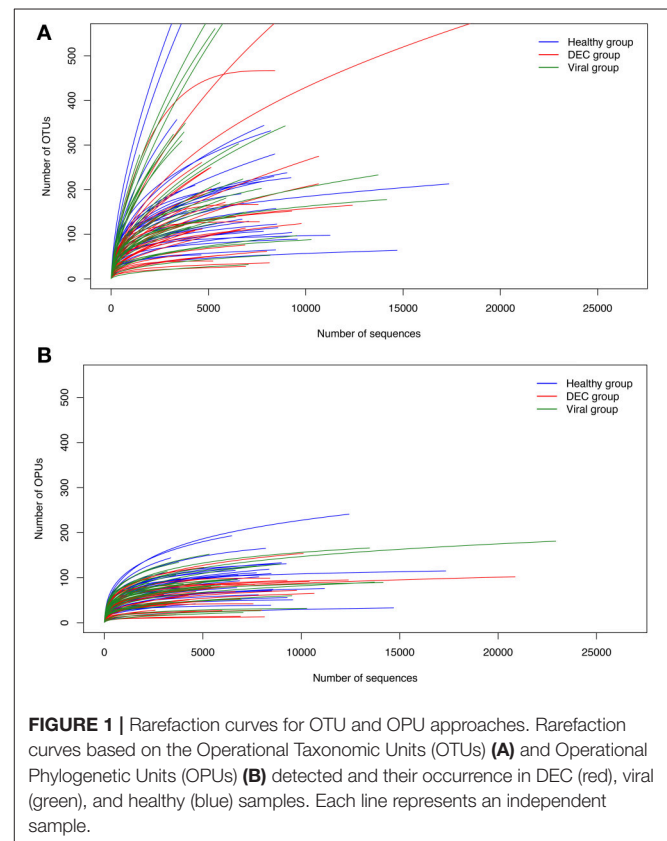 A
Number of OTUs
500
400
300
200
100
0
Healthy group
DEC group
Viral group
0 5000 10000 15000 20000 25000
Number of sequences
B
Number of OPUs
500
400
300
200
100
0
Healthy group
DEC group
Viral group
0 5000 10000 15000 20000 25000
Number of sequences
FIGURE 1 | Rarefaction curves for OTU and OPU approaches. Rarefaction
curves based on the Operational Taxonomic Units (OTUs) (A) and Operational
Phylogenetic Units (OPUs) (B) detected and their occurrence in DEC (red), viral
(green), and healthy (blue) samples. Each line represents an independent
sample.